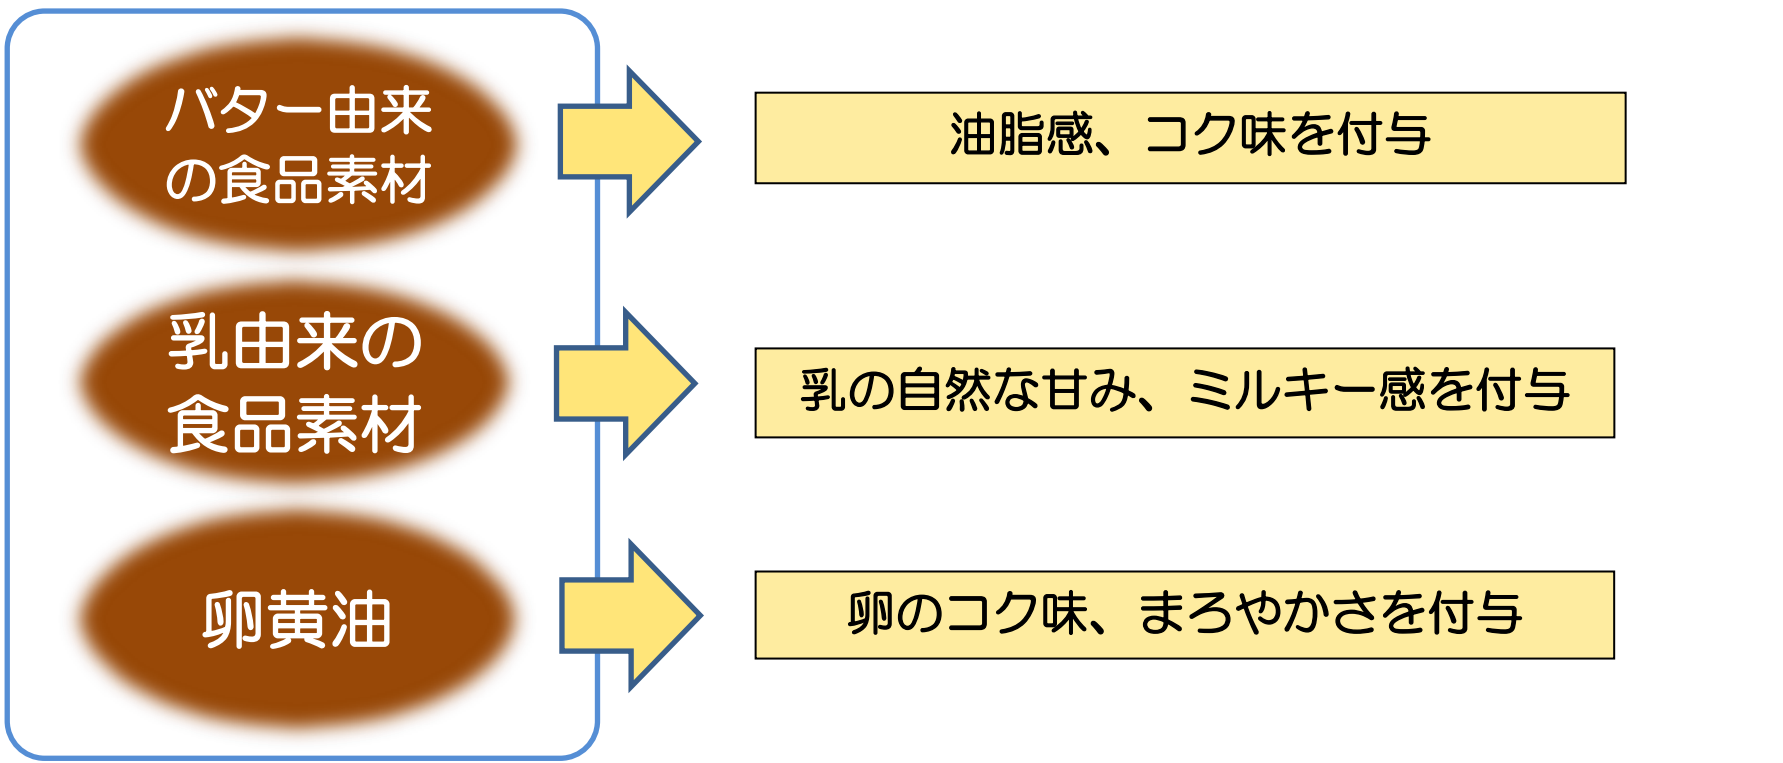 バター由来
の食品素材
油脂感、コク味を付与
乳由来の
食品素材
乳の自然な甘み、ミルキー感を付与
卵黄油
卵のコク味、まろやかさを付与